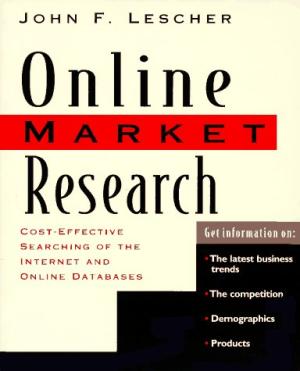 JOHN F. LESCHER
Online
MARKET
Research
COST-EFFECTIVE
SEARCHING OF THE
INTERNET AND
ONLINE DATABASES
Get information on:
• The latest business
trends
• The competition
• Demographics
• Products